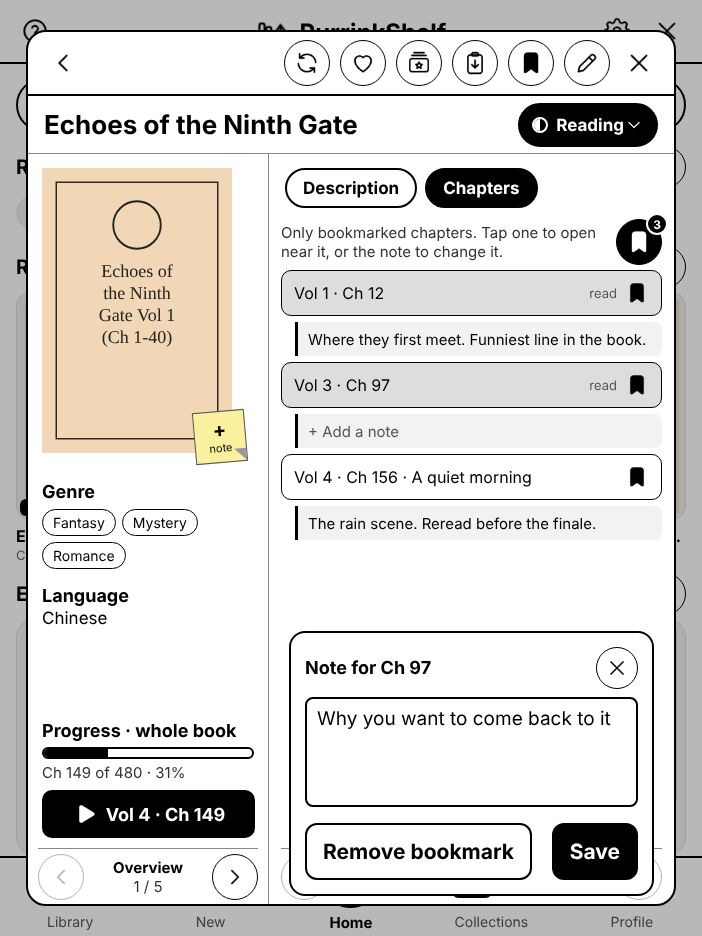 PurrinkShelf
Echoes of the Ninth Gate
Reading
Echoes of
the Ninth
Gate Vol 1
(Ch 1-40)
+
note
Genre
Fantasy
Mystery
Romance
Language
Chinese
Progress · whole book
Ch 149 of 480 · 31%
Vol 4 · Ch 149
Overview
1 / 5
Description
Chapters
Only bookmarked chapters. Tap one to open
near it, or the note to change it.
3
Vol 1 · Ch 12
read
Where they first meet. Funniest line in the book.
Vol 3 · Ch 97
read
+ Add a note
Vol 4 · Ch 156 · A quiet morning
The rain scene. Reread before the finale.
Note for Ch 97
Why you want to come back to it
Remove bookmark
Save
Library
New
Home
Collections
Profile